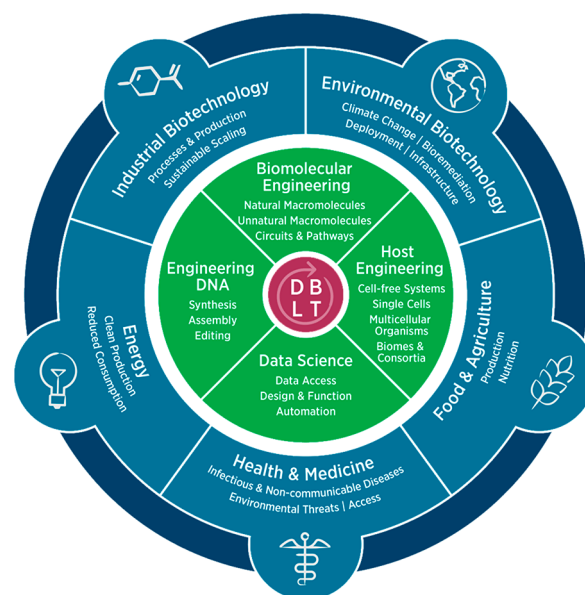 Industrial Biotechnology
Processes & Production
Sustainable Scaling
Environmental Biotechnology
Climate Change | Bioremediation
Deployment | Infrastructure
Biomolecular
Engineering
Natural Macromolecules
Unnatural Macromolecules
Circuits & Pathways
Engineering
DNA
Synthesis
Assembly
Editing
D B
L T
Host
Engineering
Cell-free Systems
Single Cells
Multicellular
Organisms
Biomes &
Consortia
Data Science
Data Access
Design & Function
Automation
Energy
Clean Production
Reduced Consumption
Food & Agriculture
Production
Nutrition
Health & Medicine
Infectious & Non-communicable Diseases
Environmental Threats | Access